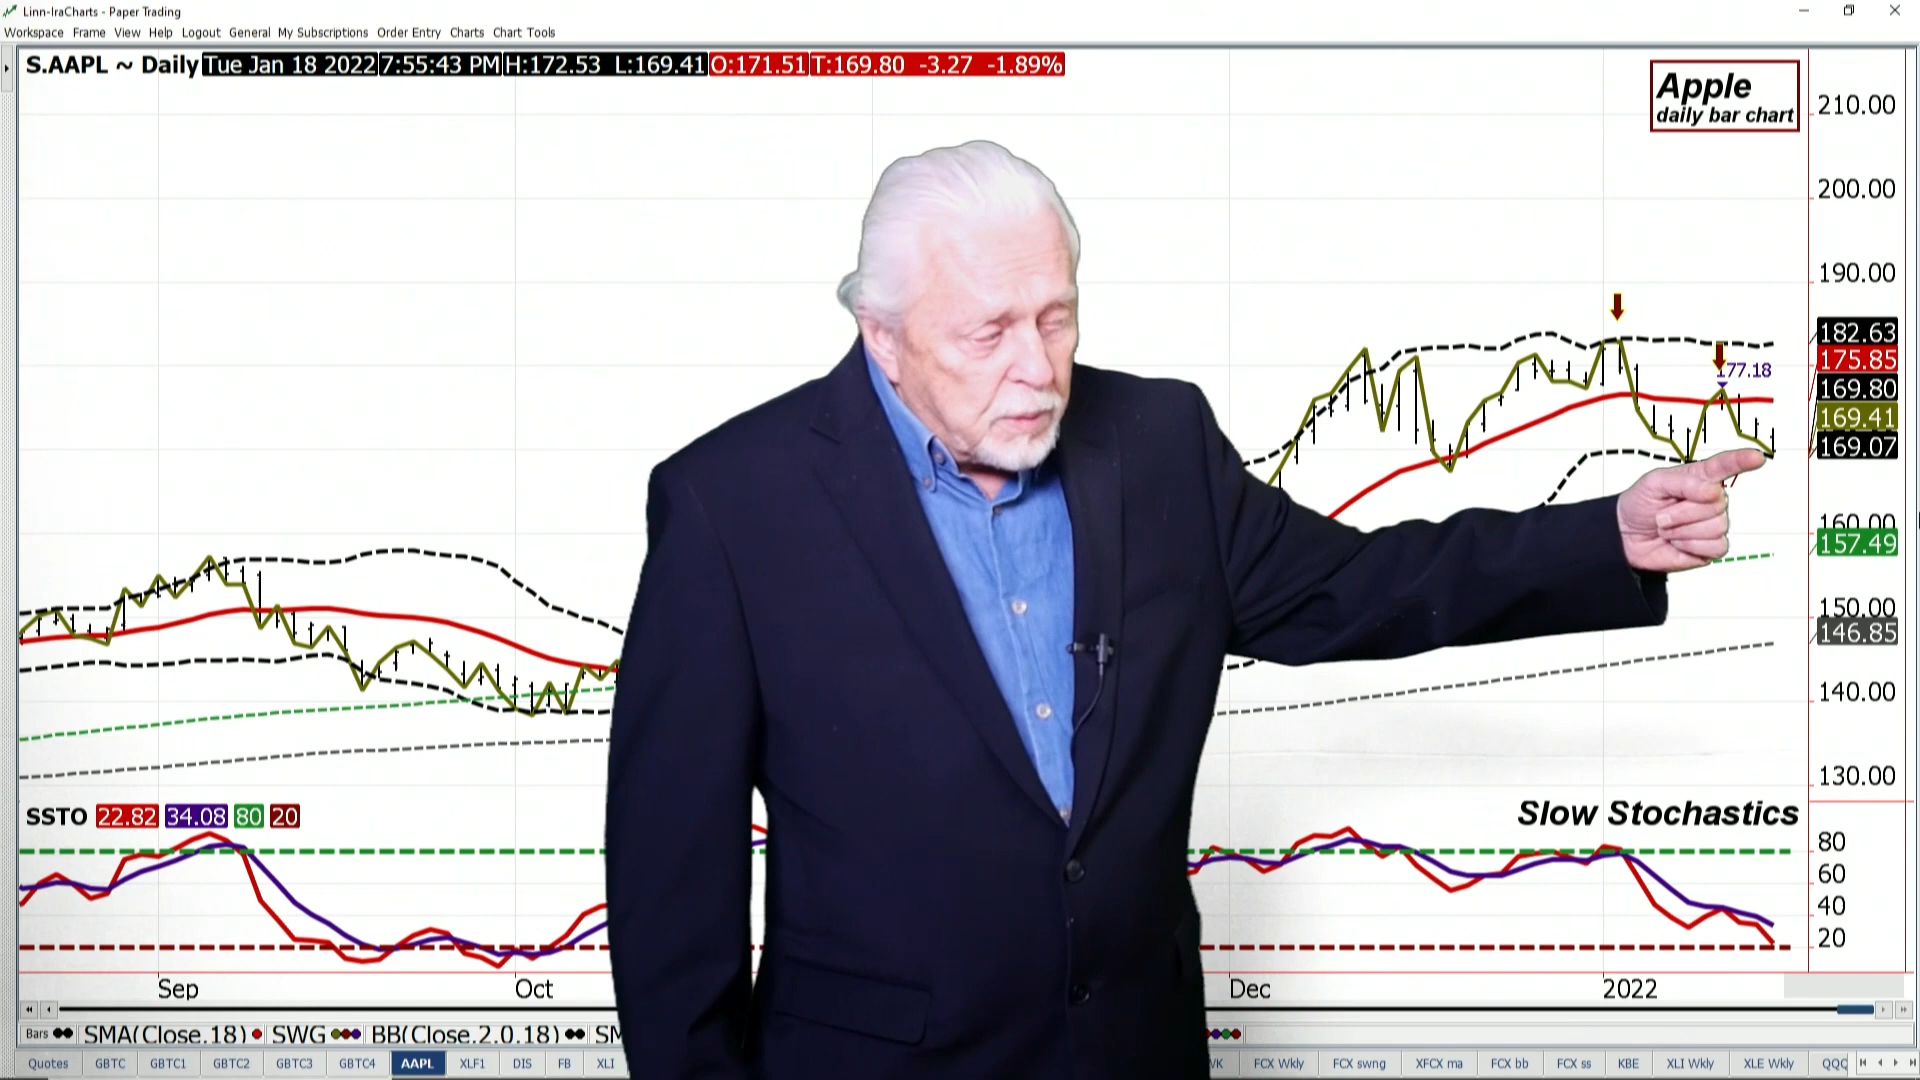 Linn-IraCharts - Paper Trading
Workspace Frame View Help Logout General My Subscriptions Order Entry Charts Chart Tools
S.AAPL ~ Daily Tue Jan 18 2022 7:55:43 PM H:172.53 L:169.41 O:171.51 T:169.80 -3.27 -1.89%
Apple
daily bar chart
210.00
200.00
190.00
182.63
175.85
177.18
169.80
169.41
169.07
160.00
157.49
150.00
146.85
140.00
130.00
SSTO 22.82 34.08 80 20
Slow Stochastics
80
60
40
20
Sep Oct Dec 2022
Bars SMA(Close,18) SWG BB(Close,2.0,18)
Quotes GBTC GBTC1 GBTC2 GBTC3 GBTC4 AAPL XLF1 DIS FB XLI FCX Wkly FCX swng XFCX ma FCX bb FCX ss KBE XLI Wkly XLE Wkly QQQ